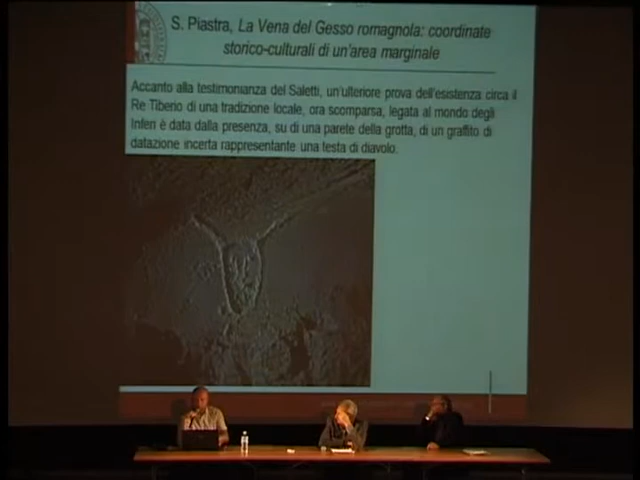 S. Piastra, La Vena del Gesso romagnola: coordinate
storico-culturali di un'area marginale
Accanto alla testimonianza del Saletti, un'ulteriore prova dell'esistenza circa il
Re Tiberio di una tradizione locale, ora scomparsa, legata al mondo degli
Inferi è data dalla presenza, su di una parete della grotta, di un graffito di
datazione incerta rappresentante una testa di diavolo.